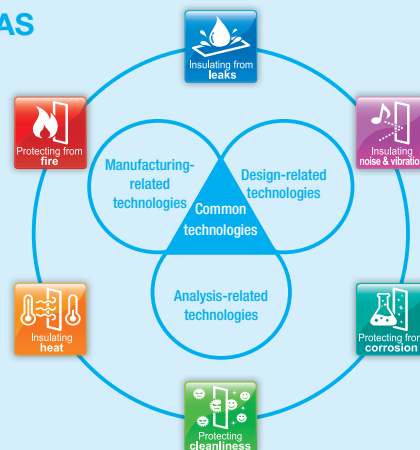 AS
Insulating from
leaks
Protecting from
fire
Insulating
noise & vibratio
Manufacturing-
related
technologies
Design-related
technologies
Common
technologies
Analysis-related
technologies
Insulating
heat
Protecting from
corrosion
Protecting
cleanliness